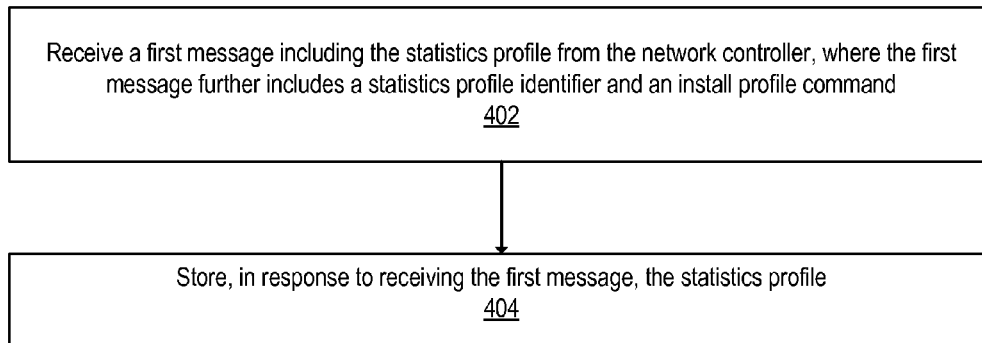 Receive a first message including the statistics profile from the network controller, where the first
message further includes a statistics profile identifier and an install profile command
402
Store, in response to receiving the first message, the statistics profile
404